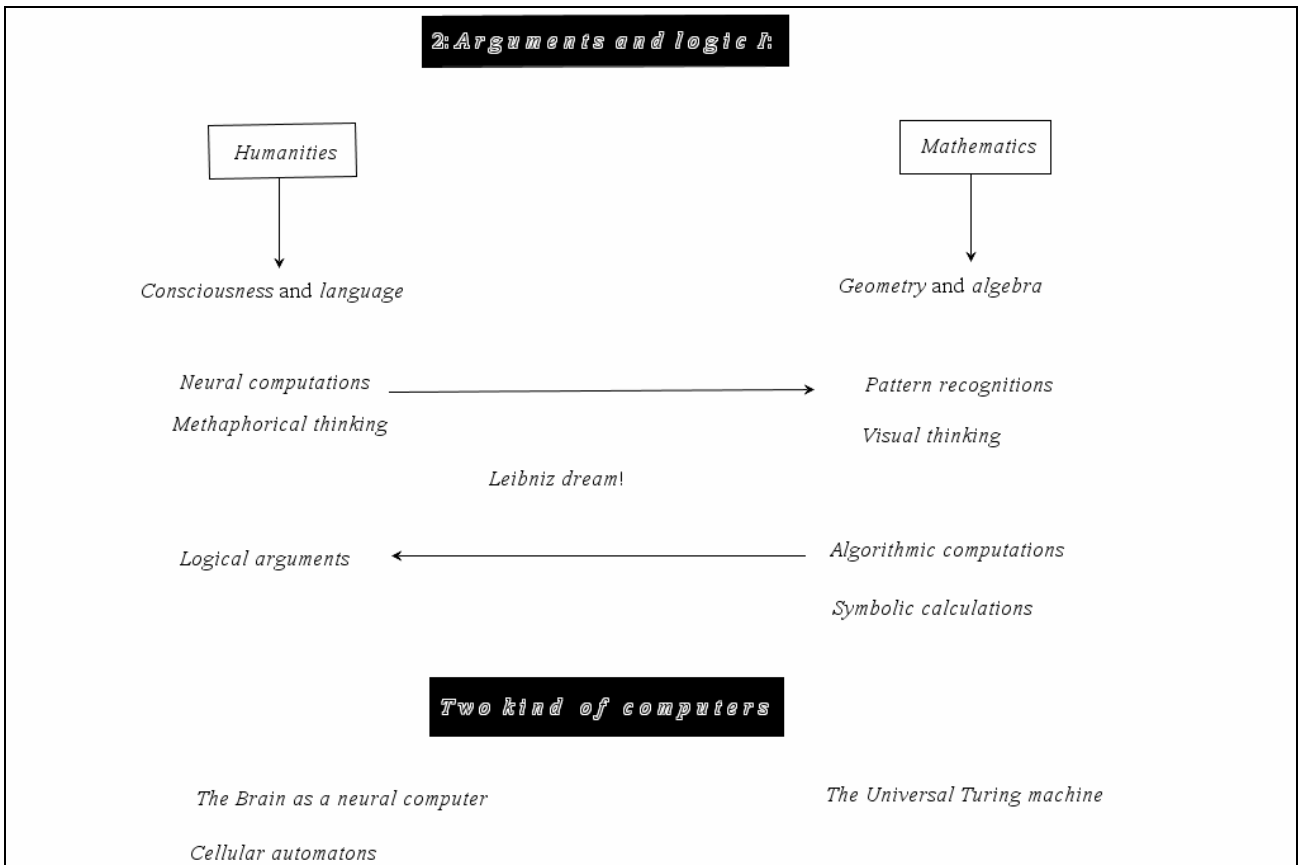 2: Arguments and logic I:
Humanities
Mathematics
Consciousness and language
Geometry and algebra
Neural computations
Pattern recognitions
Methaphorical thinking
Visual thinking
Leibniz dream!
Logical arguments
Algorithmic computations
Symbolic calculations
Two kind of computers
The Brain as a neural computer
The Universal Turing machine
Cellular automatons